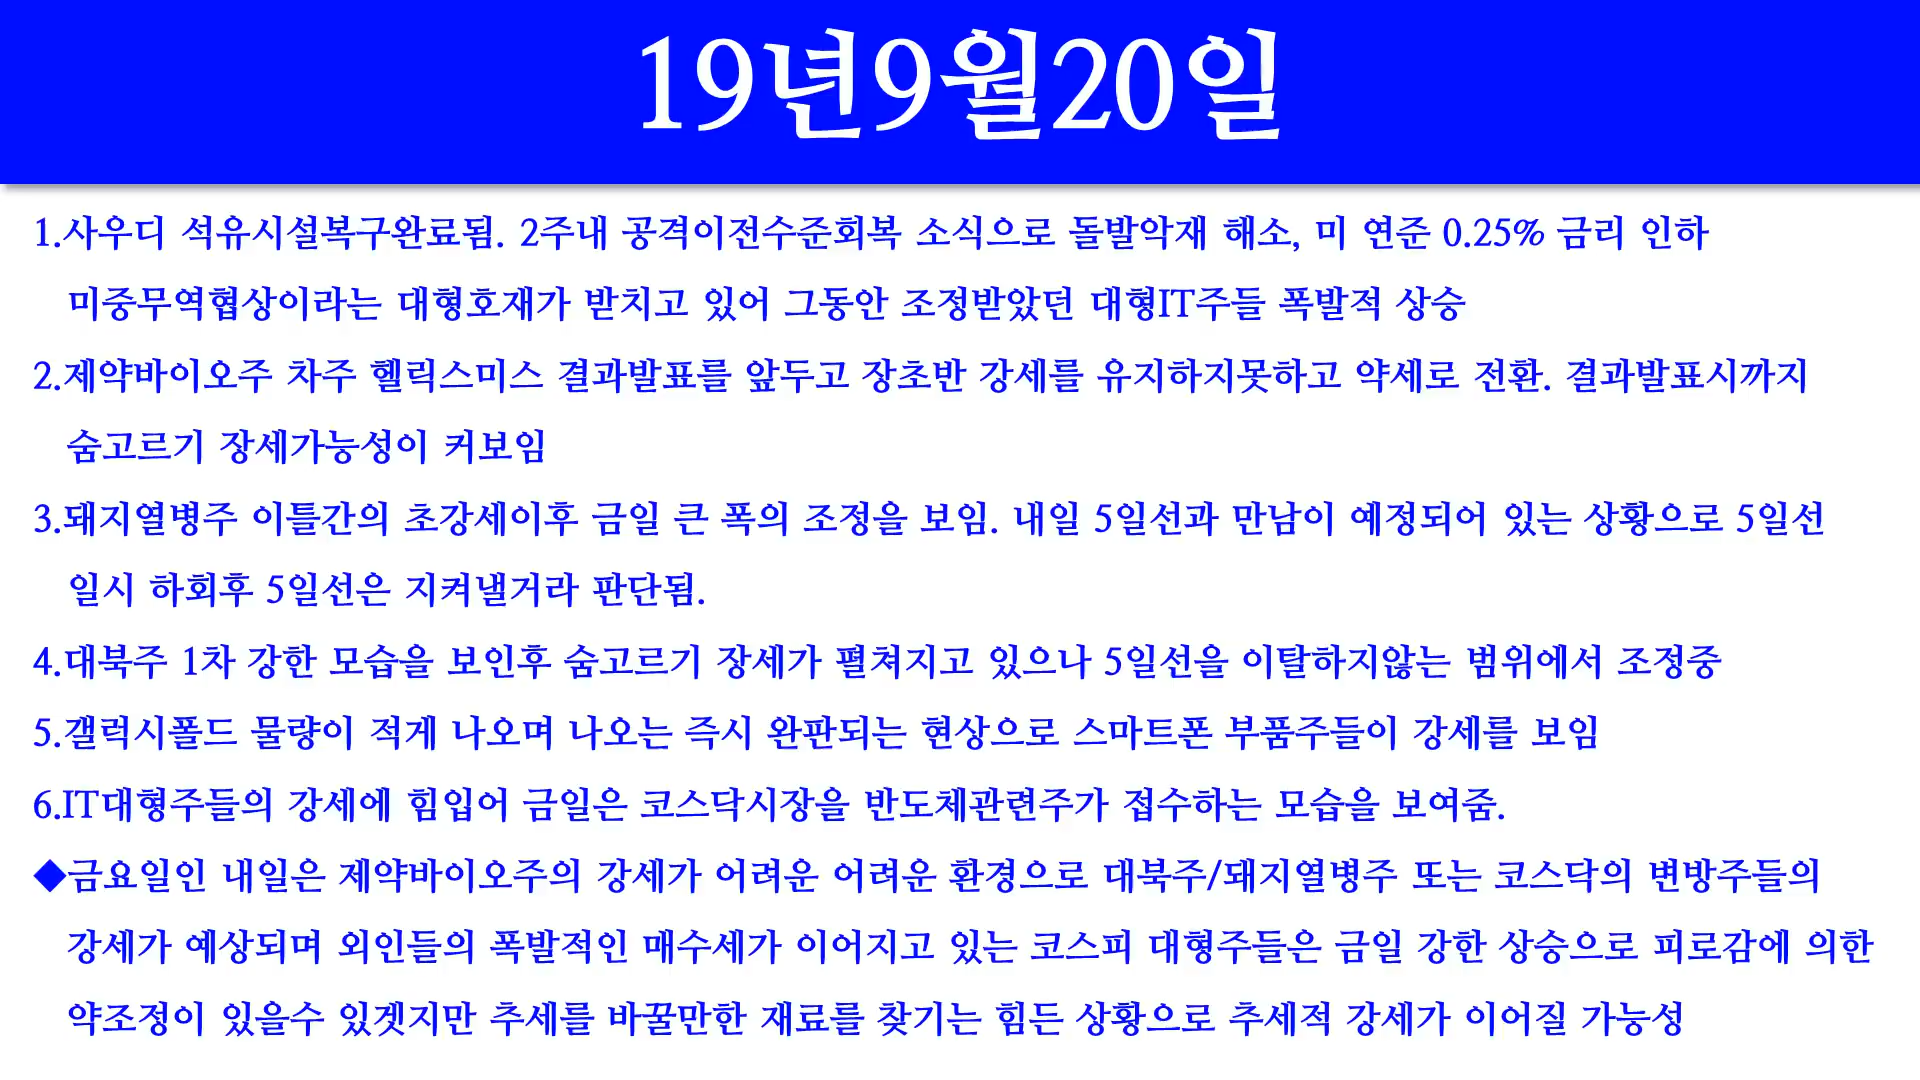 19년9월20일
1.사우디 석유시설복구완료됨. 2주내 공격이전수준회복 소식으로 돌발악재 해소, 미 연준 0.25% 금리 인하
미중무역협상이라는 대형호재가 받치고 있어 그동안 조정받았던 대형IT주들 폭발적 상승
2.제약바이오주 차주 헬릭스미스 결과발표를 앞두고 장초반 강세를 유지하지못하고 약세로 전환. 결과발표시까지
숨고르기 장세가능성이 커보임
3.돼지열병주 이틀간의 초강세이후 금일 큰 폭의 조정을 보임. 내일 5일선과 만남이 예정되어 있는 상황으로 5일선
일시 하회후 5일선은 지켜낼거라 판단됨.
4.대북주 1차 강한 모습을 보인후 숨고르기 장세가 펼쳐지고 있으나 5일선을 이탈하지않는 범위에서 조정중
5.갤럭시폴드 물량이 적게 나오며 나오는 즉시 완판되는 현상으로 스마트폰 부품주들이 강세를 보임
6.IT대형주들의 강세에 힘입어 금일은 코스닥시장을 반도체관련주가 접수하는 모습을 보여줌.
◆금요일인 내일은 제약바이오주의 강세가 어려운 어려운 환경으로 대북주/돼지열병주 또는 코스닥의 변방주들의
강세가 예상되며 외인들의 폭발적인 매수세가 이어지고 있는 코스피 대형주들은 금일 강한 상승으로 피로감에 의한
약조정이 있을수 있겟지만 추세를 바꿀만한 재료를 찾기는 힘든 상황으로 추세적 강세가 이어질 가능성